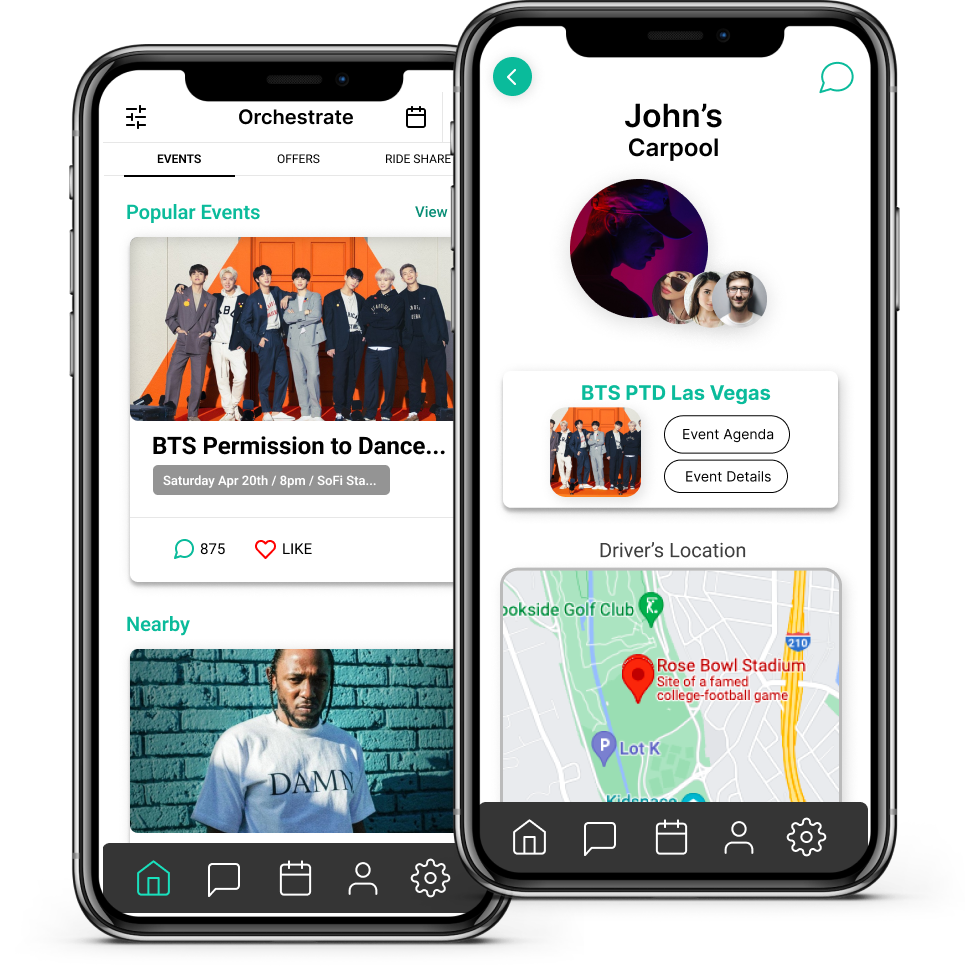 Orchestrate
EVENTS
OFFERS
RIDE SHARE
Popular Events
View
BTS Permission to Dance...
Saturday Apr 20th / 8pm / SoFi Sta...
875
LIKE
Nearby
DAMN
John’s
Carpool
BTS PTD Las Vegas
Event Agenda
Event Details
Driver’s Location
ookside Golf Club
210
Rose Bowl Stadium
Site of a famed
college-football game
P
Lot K
Kidspace